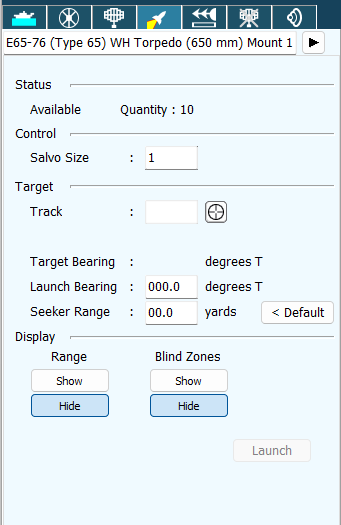 E65-76 (Type 65) WH Torpedo (650 mm) Mount 1
Status
Available Quantity : 10
Control
Salvo Size : 1
Target
Track :
Target Bearing : degrees T
Launch Bearing : 000.0 degrees T
Seeker Range : 00.0 yards < Default
Display
Range Blind Zones
Show Show
Hide Hide
Launch